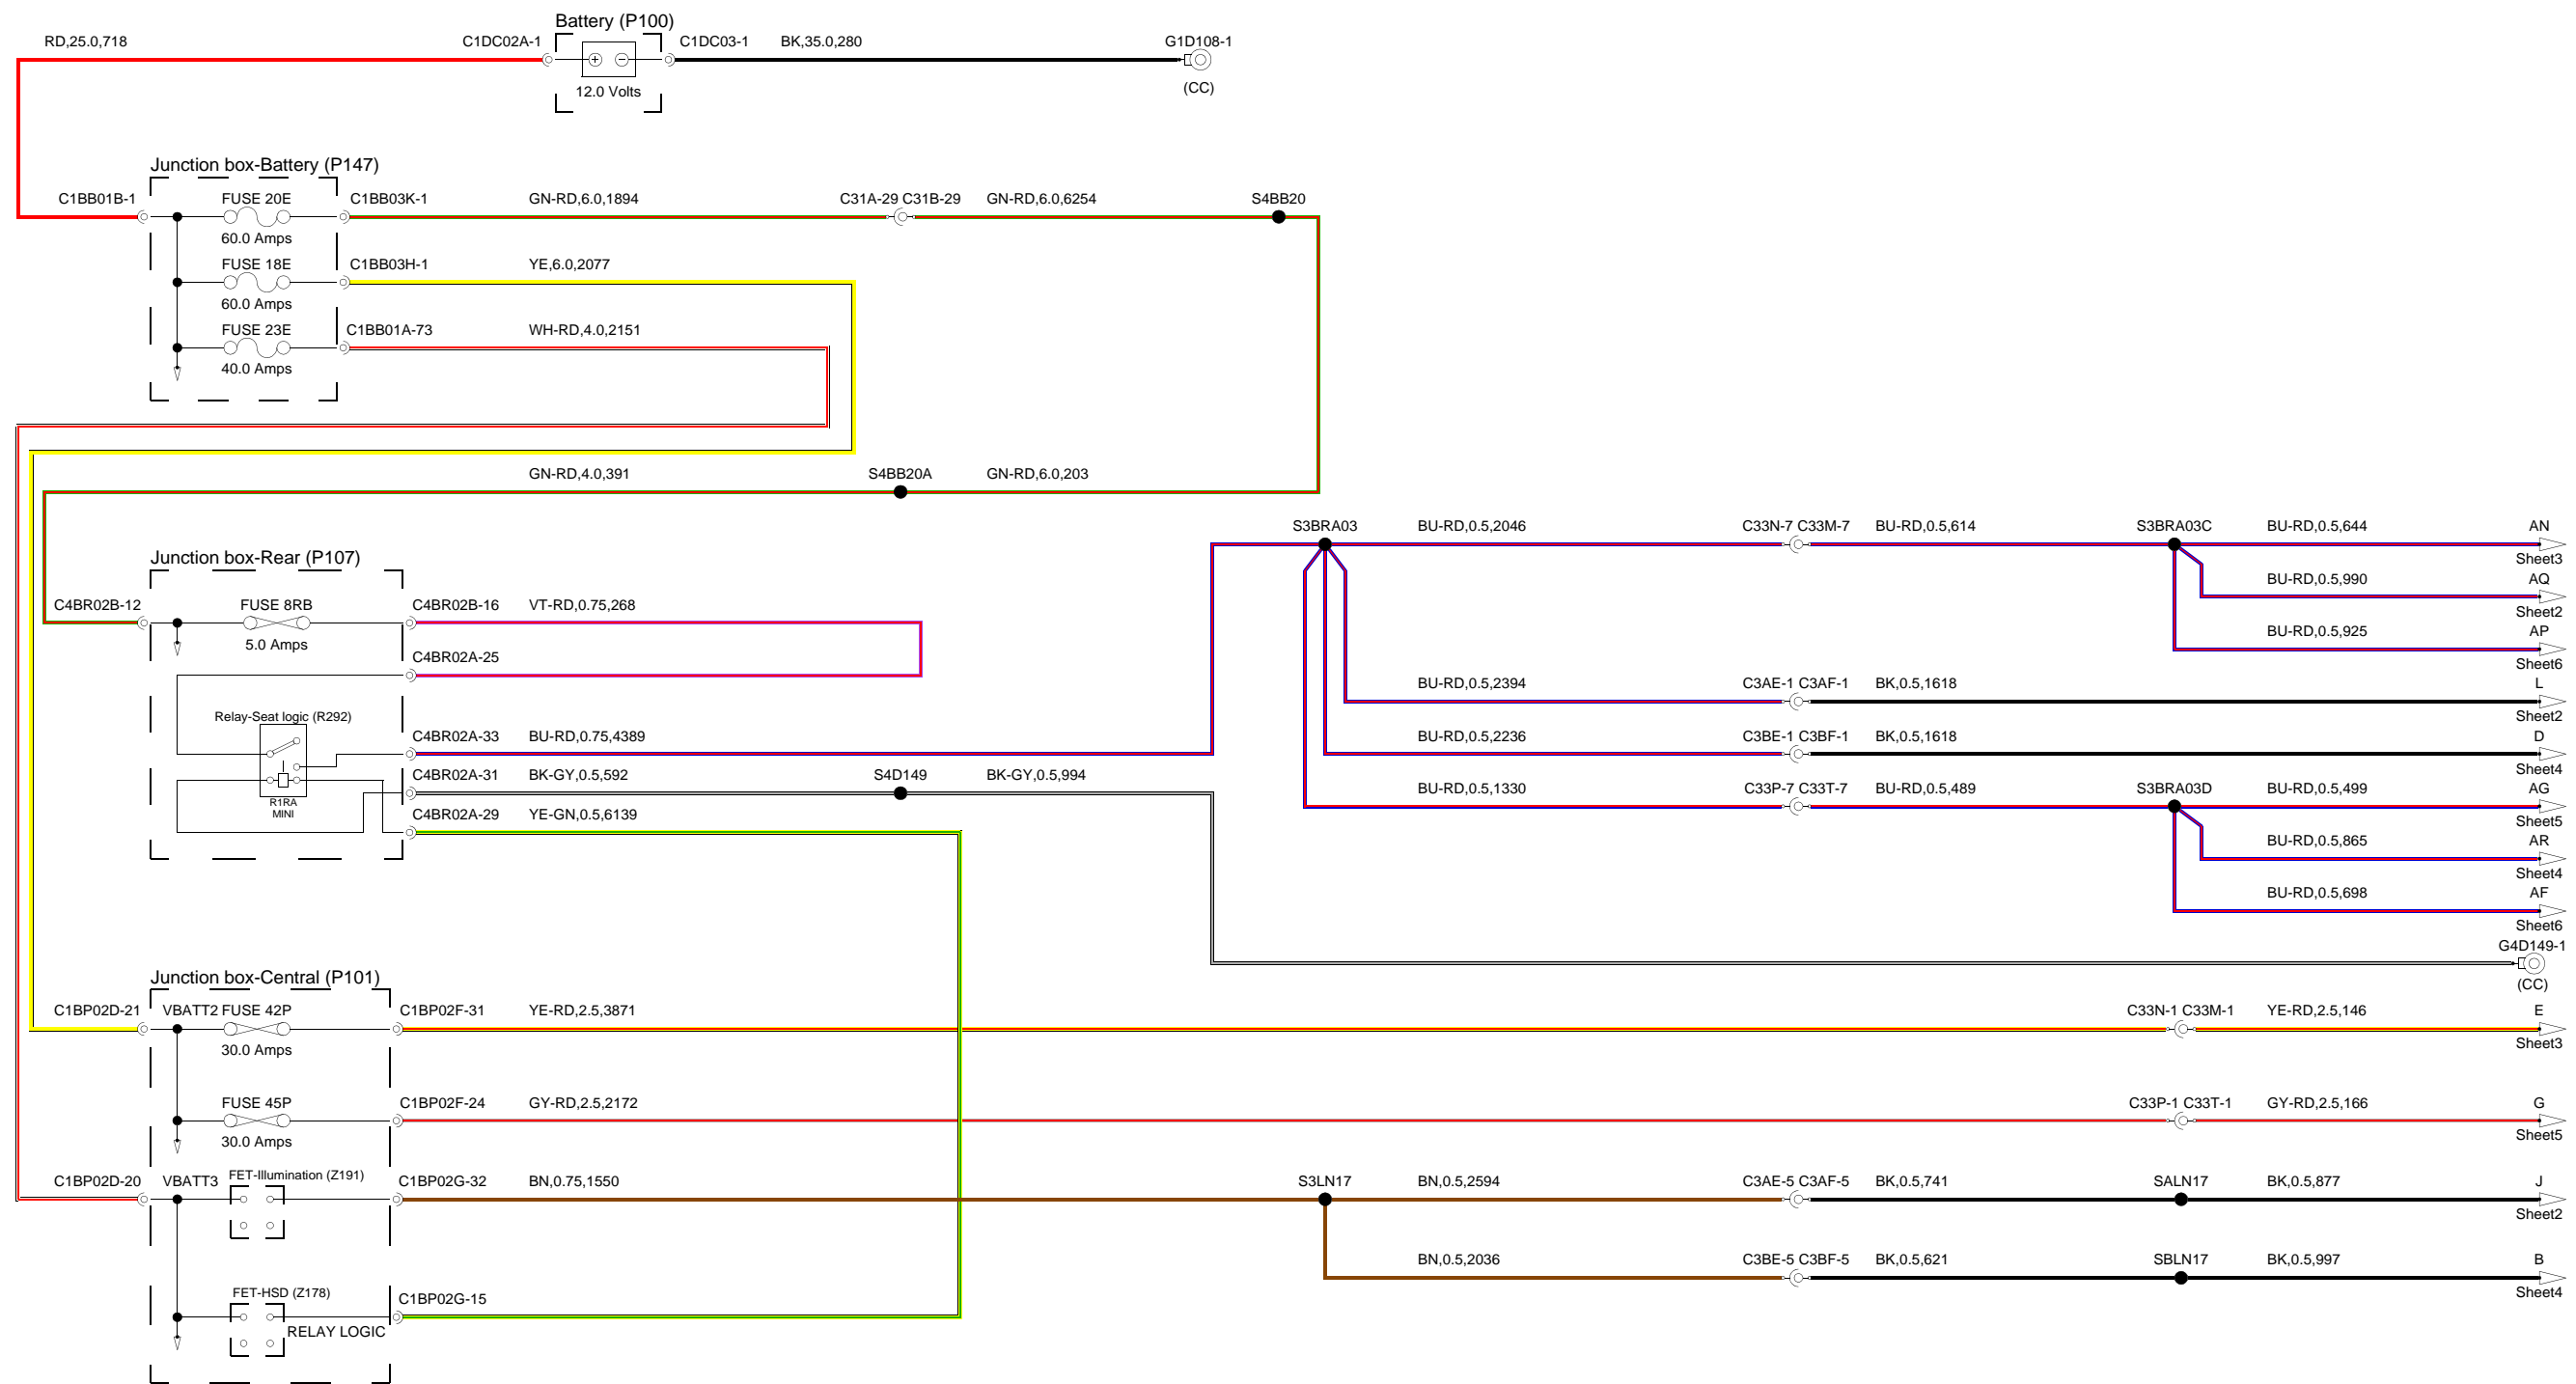 Battery (P100)
RD,25.0,718 C1DC02A-1 C1DC03-1 BK,35.0,280 G1D108-1
12.0 Volts (CC)
Junction box-Battery (P147)
C1BB01B-1 FUSE 20E C1BB03K-1 GN-RD,6.0,1894 C31A-29 C31B-29 GN-RD,6.0,6254 S4BB20
60.0 Amps
FUSE 18E C1BB03H-1 YE,6.0,2077
60.0 Amps
FUSE 23E C1BB01A-73 WH-RD,4.0,2151
40.0 Amps
GN-RD,4.0,391 S4BB20A GN-RD,6.0,203
S3BRA03 BU-RD,0.5,2046 C33N-7 C33M-7 BU-RD,0.5,614 S3BRA03C BU-RD,0.5,644 AN
Sheet3
Junction box-Rear (P107)
BU-RD,0.5,990 AQ
Sheet2
C4BR02B-12 FUSE 8RB C4BR02B-16 VT-RD,0.75,268
5.0 Amps
BU-RD,0.5,925 AP
Sheet6
C4BR02A-25
BU-RD,0.5,2394 C3AE-1 C3AF-1 BK,0.5,1618 L
Sheet2
Relay-Seat logic (R292)
C4BR02A-33 BU-RD,0.75,4389 BU-RD,0.5,2236 C3BE-1 C3BF-1 BK,0.5,1618 D
Sheet4
C4BR02A-31 BK-GY,0.5,592 S4D149 BK-GY,0.5,994
R1RA
MINI
BU-RD,0.5,1330 C33P-7 C33T-7 BU-RD,0.5,489 S3BRA03D BU-RD,0.5,499 AG
Sheet5
C4BR02A-29 YE-GN,0.5,6139
BU-RD,0.5,865 AR
Sheet4
BU-RD,0.5,698 AF
Sheet6
G4D149-1
(CC)
Junction box-Central (P101)
C1BP02D-21 VBATT2 FUSE 42P C1BP02F-31 YE-RD,2.5,3871 C33N-1 C33M-1 YE-RD,2.5,146 E
30.0 Amps Sheet3
FUSE 45P C1BP02F-24 GY-RD,2.5,2172 C33P-1 C33T-1 GY-RD,2.5,166 G
30.0 Amps Sheet5
FET-Illumination (Z191)
C1BP02D-20 VBATT3 C1BP02G-32 BN,0.75,1550 S3LN17 BN,0.5,2594 C3AE-5 C3AF-5 BK,0.5,741 SALN17 BK,0.5,877 J
Sheet2
BN,0.5,2036 C3BE-5 C3BF-5 BK,0.5,621 SBLN17 BK,0.5,997 B
Sheet4
FET-HSD (Z178)
C1BP02G-15
RELAY LOGIC